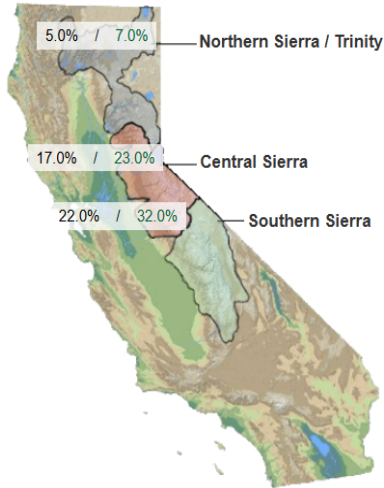 5.0% / 7.0%
Northern Sierra / Trinity
17.0% / 23.0%
Central Sierra
22.0% / 32.0%
Southern Sierra